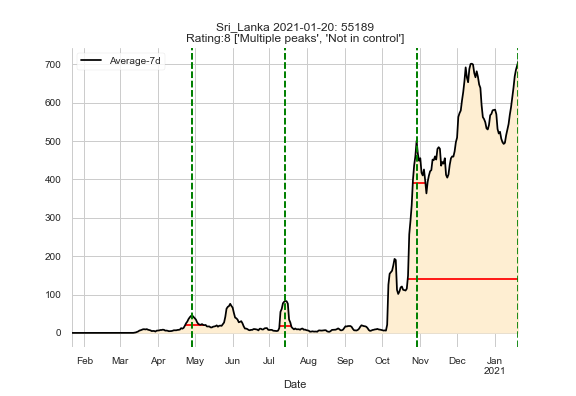 Sri_Lanka 2021-01-20: 55189
Rating:8 ['Multiple peaks', 'Not in control']
Average-7d
700
600
500
400
300
200
100
0
Feb Mar Apr May Jun Jul Aug Sep Oct Nov Dec Jan
2021
Date